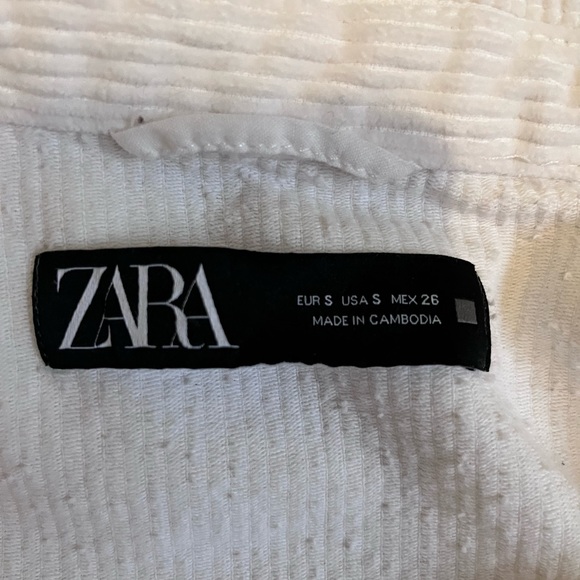 ZARA
EUR S USA S MEX 26
MADE IN CAMBODIA